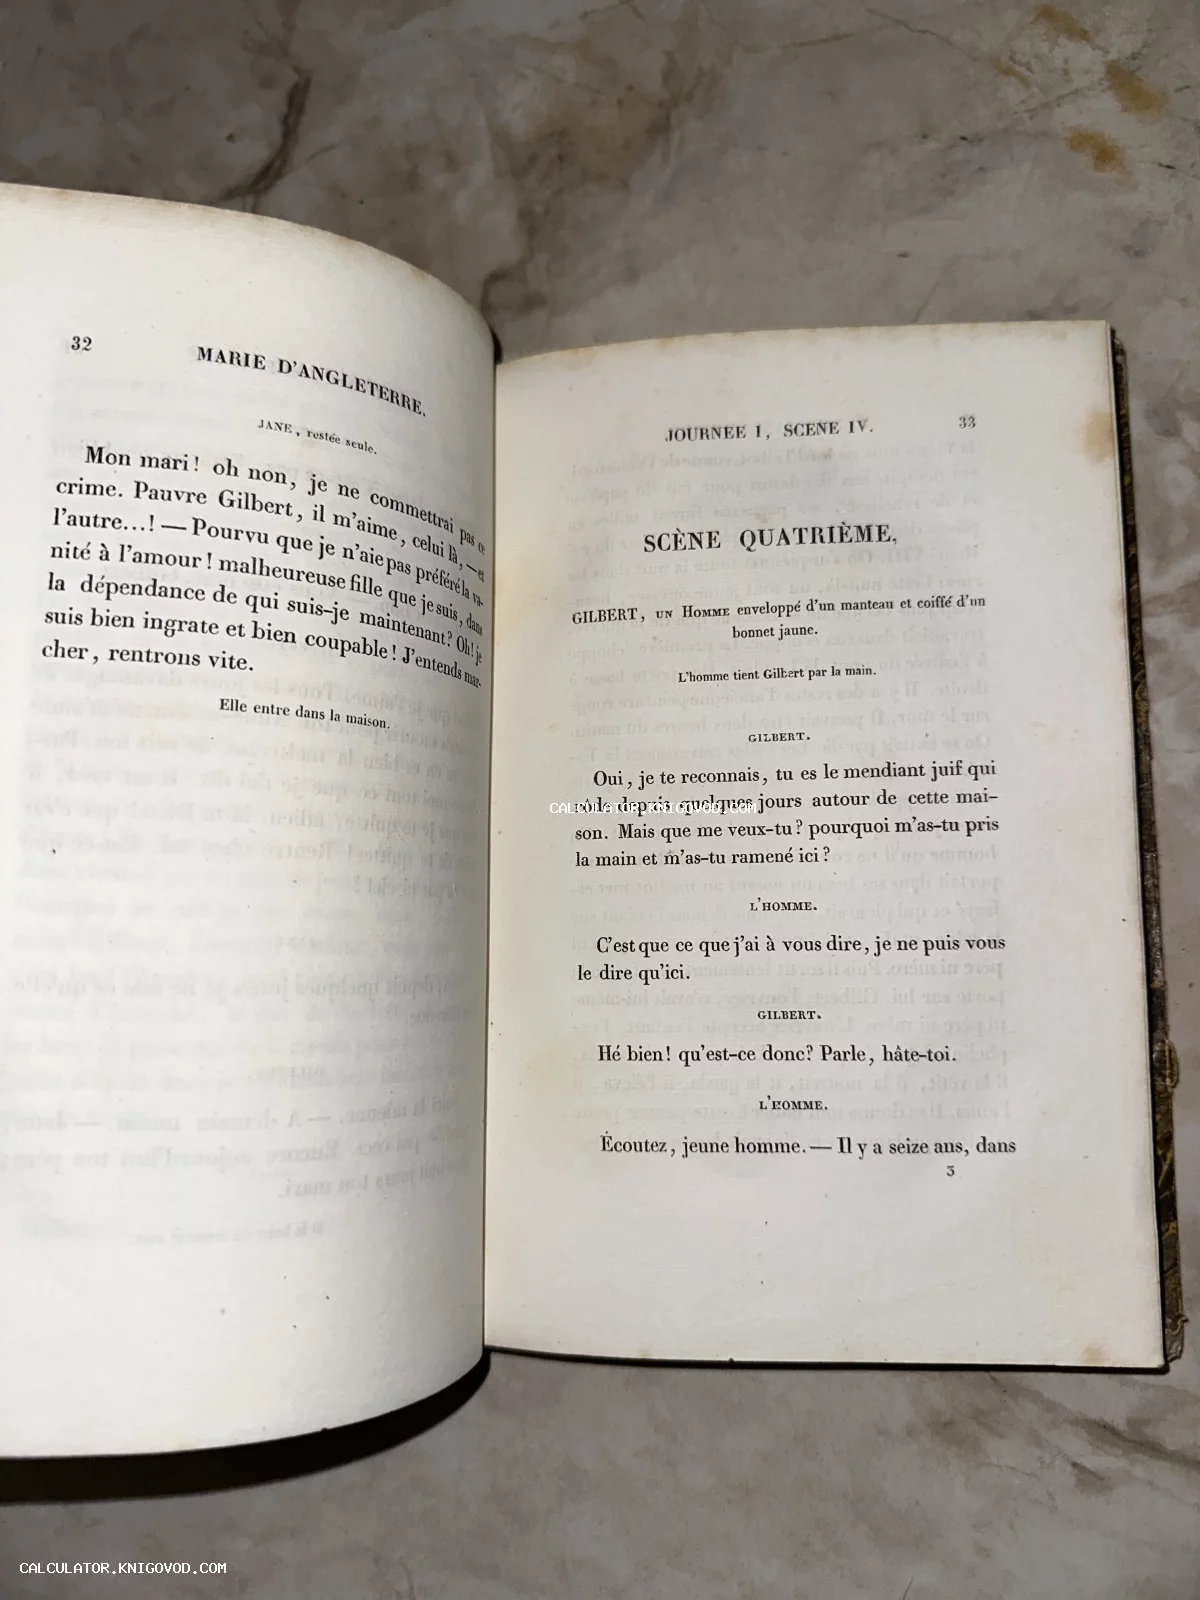 32
MARIE D'ANGLETERRE.
JANE, restée seule.
Mon mari! oh non, je ne commettrai pas ce
crime. Pauvre Gilbert, il m'aime, celui là, — et
l'autre...! — Pourvu que je n'aie pas préféré la va-
nité à l'amour! malheureuse fille que je suis, dans
la dépendance de qui suis-je maintenant? Oh! je
suis bien ingrate et bien coupable! J'entends mar-
cher, rentrons vite.
Elle entre dans la maison.
JOURNEE I, SCENE IV.
33
SCÈNE QUATRIÈME,
GILBERT, UN HOMME enveloppé d'un manteau et coiffé d'un
bonnet jaune.
L'homme tient Gilbert par la main.
GILBERT.
Oui, je te reconnais, tu es le mendiant juif qui
rôde depuis quelques jours autour de cette mai-
son. Mais que me veux-tu? pourquoi m'as-tu pris
la main et m'as-tu ramené ici?
L'HOMME.
C'est que ce que j'ai à vous dire, je ne puis vous
le dire qu'ici.
GILBERT.
Hé bien! qu'est-ce donc? Parle, hâte-toi.
L'HOMME.
Écoutez, jeune homme. — Il y a seize ans, dans
3
CALCULATOR.KNIGOVOD.COM
CALCULATOR.KNIGOVOD.COM